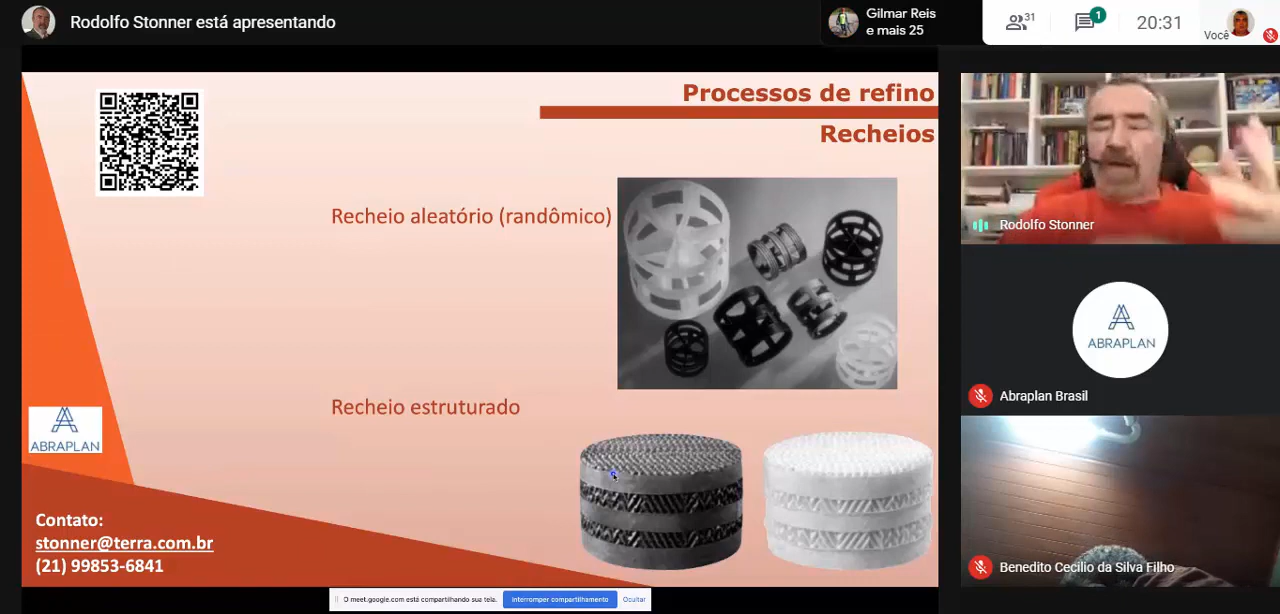 Rodolfo Stonner está apresentando
Gilmar Reis
e mais 25
31
1
20:31
Você
Processos de refino
Recheios
Recheio aleatório (randômico)
Recheio estruturado
ABRAPLAN
Contato:
stonner@terra.com.br
(21) 99853-6841
Rodolfo Stonner
ABRAPLAN
Abraplan Brasil
Benedito Cecilio da Silva Filho
O meet.google.com está compartilhando sua tela.
Interromper compartilhamento
Ocultar